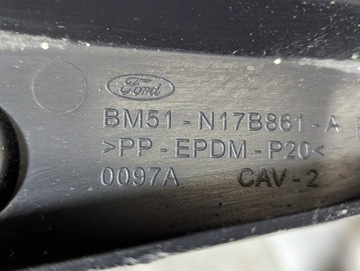 Ford
BM51 - N17B861 - A
>PP - EPDM - P20<
0097A CAV - 2